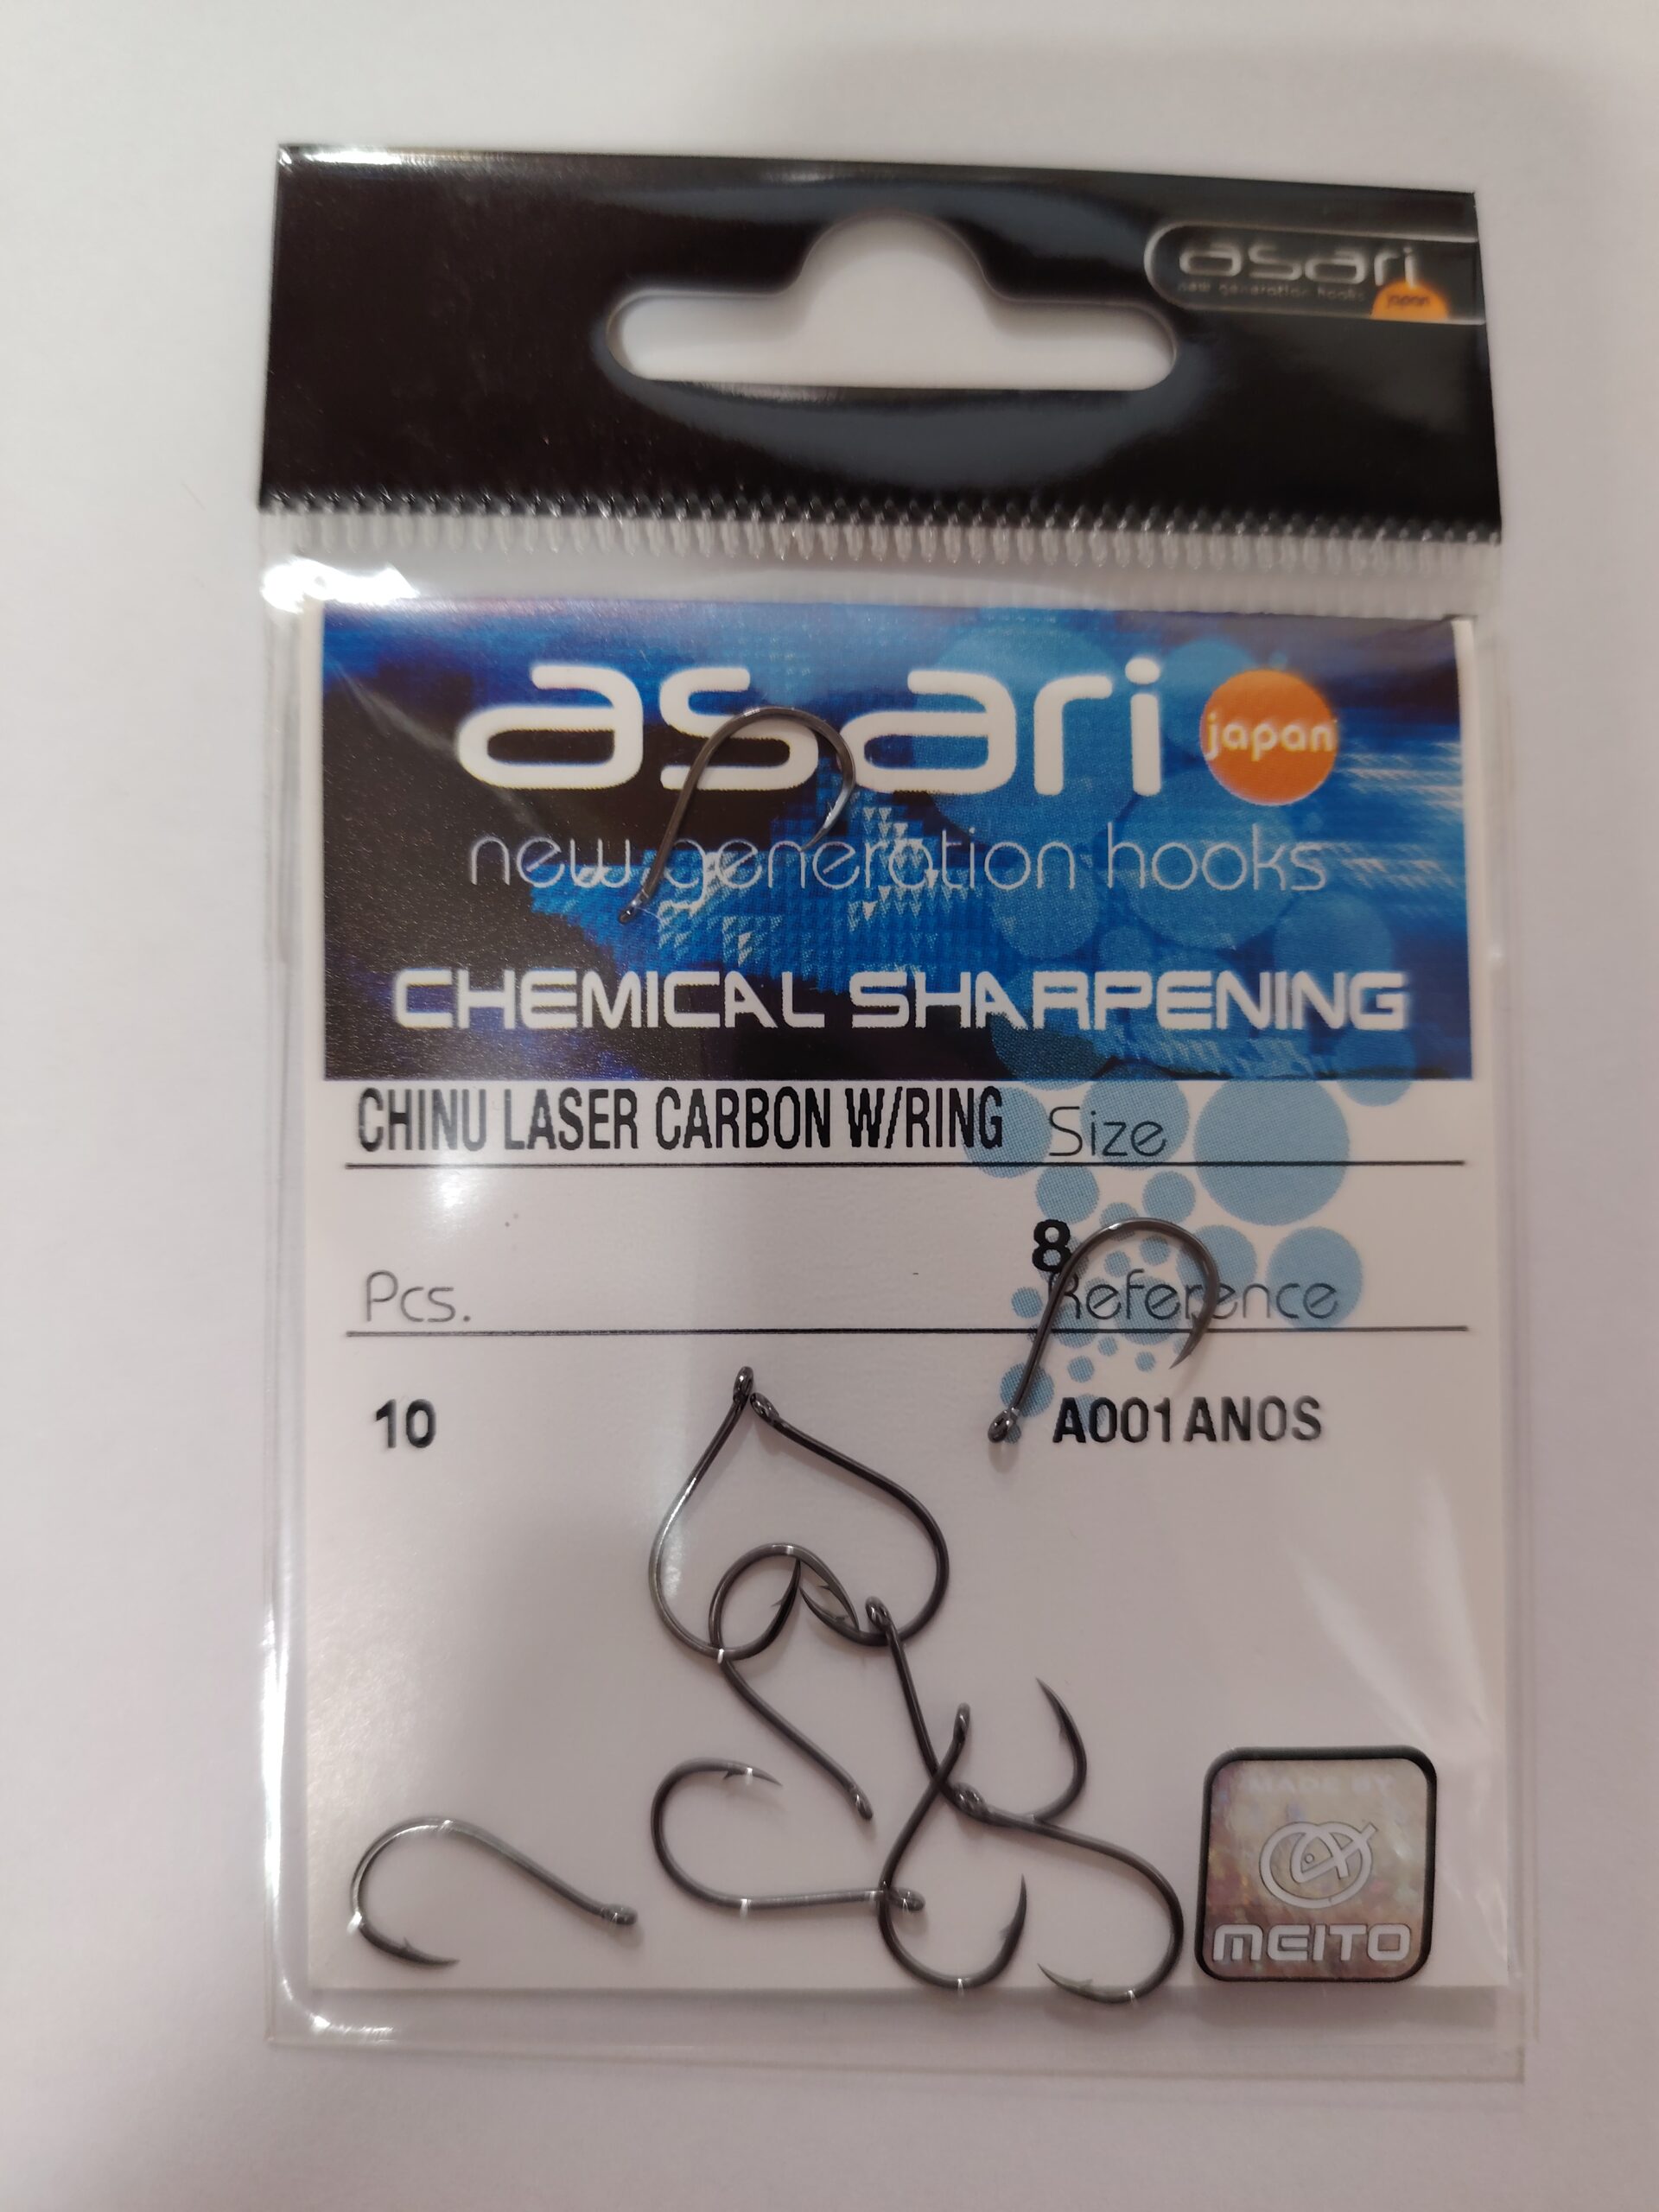 asari
new generation hooks
japan
asari japan
new generation hooks
CHEMICAL SHARPENING
CHINU LASER CARBON W/RING Size
8
Pcs. Reference
10 A001ANOS
MADE BY
MEITO